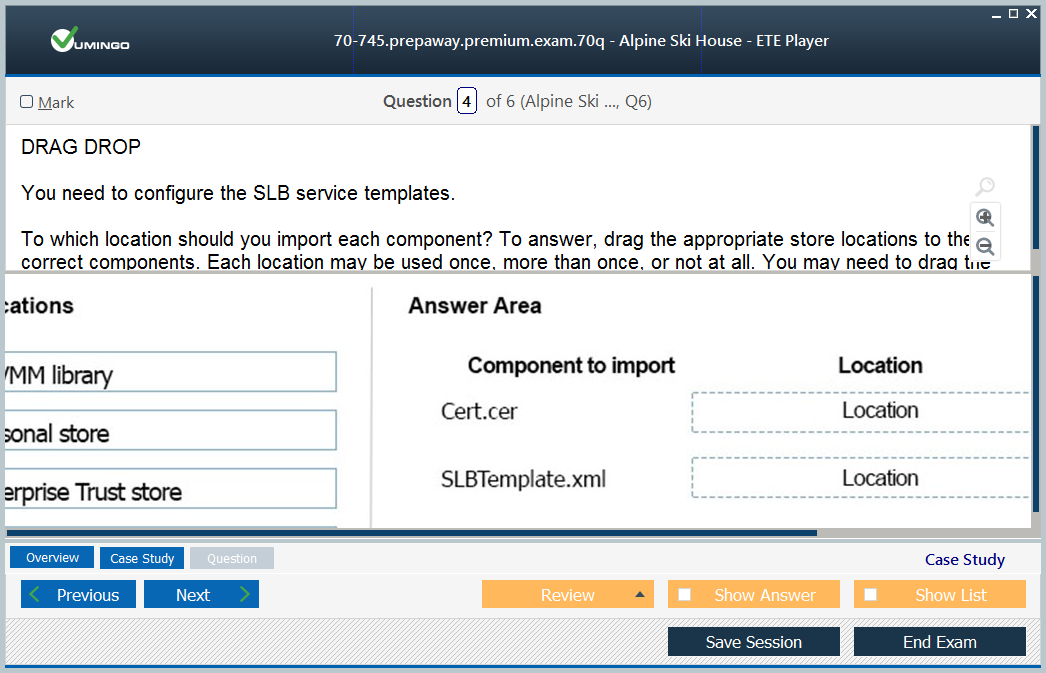 VUMINGO
70-745.prepaway.premium.exam.70q - Alpine Ski House - ETE Player
Mark
Question 4 of 6 (Alpine Ski ..., Q6)
DRAG DROP
You need to configure the SLB service templates.
To which location should you import each component? To answer, drag the appropriate store locations to the
correct components. Each location may be used once, more than once, or not at all. You may need to drag the
cations
Answer Area
Component to import
Location
VMM library
Cert.cer
Location
sonal store
SLBTemplate.xml
Location
erprise Trust store
Overview
Case Study
Question
Case Study
Previous
Next
Review
Show Answer
Show List
Save Session
End Exam